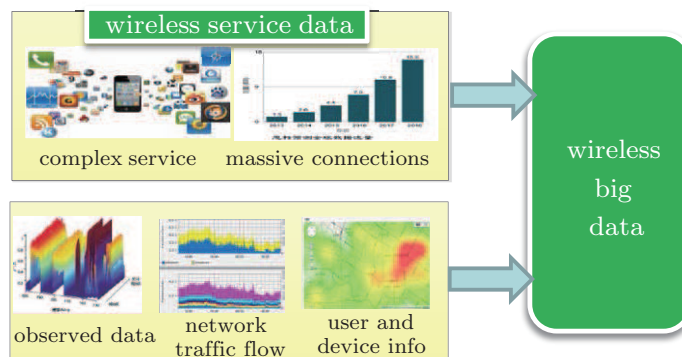 wireless service data
complex service
massive connections
wireless
big
data
observed data
network
traffic flow
user and
device info